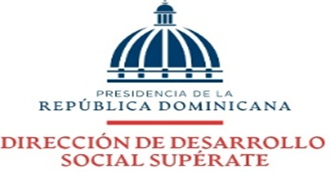 PRESIDENCIA DE LA
REPÚBLICA DOMINICANA
DIRECCIÓN DE DESARROLLO
SOCIAL SUPÉRATE